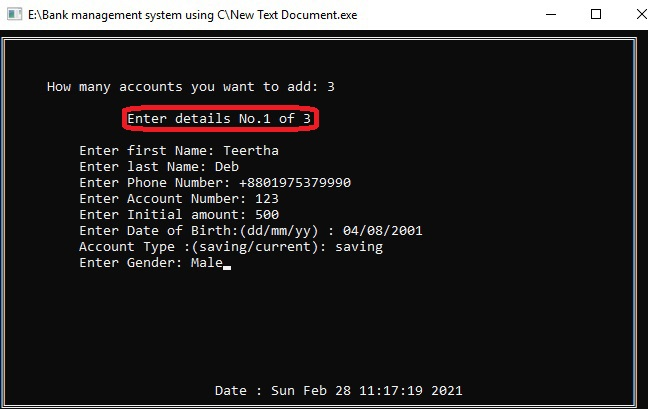 E:\Bank management system using C\New Text Document.exe
How many accounts you want to add: 3
Enter details No.1 of 3
Enter first Name: Teertha
Enter last Name: Deb
Enter Phone Number: +8801975379990
Enter Account Number: 123
Enter Initial amount: 500
Enter Date of Birth:(dd/mm/yy) : 04/08/2001
Account Type :(saving/current): saving
Enter Gender: Male
Date : Sun Feb 28 11:17:19 2021